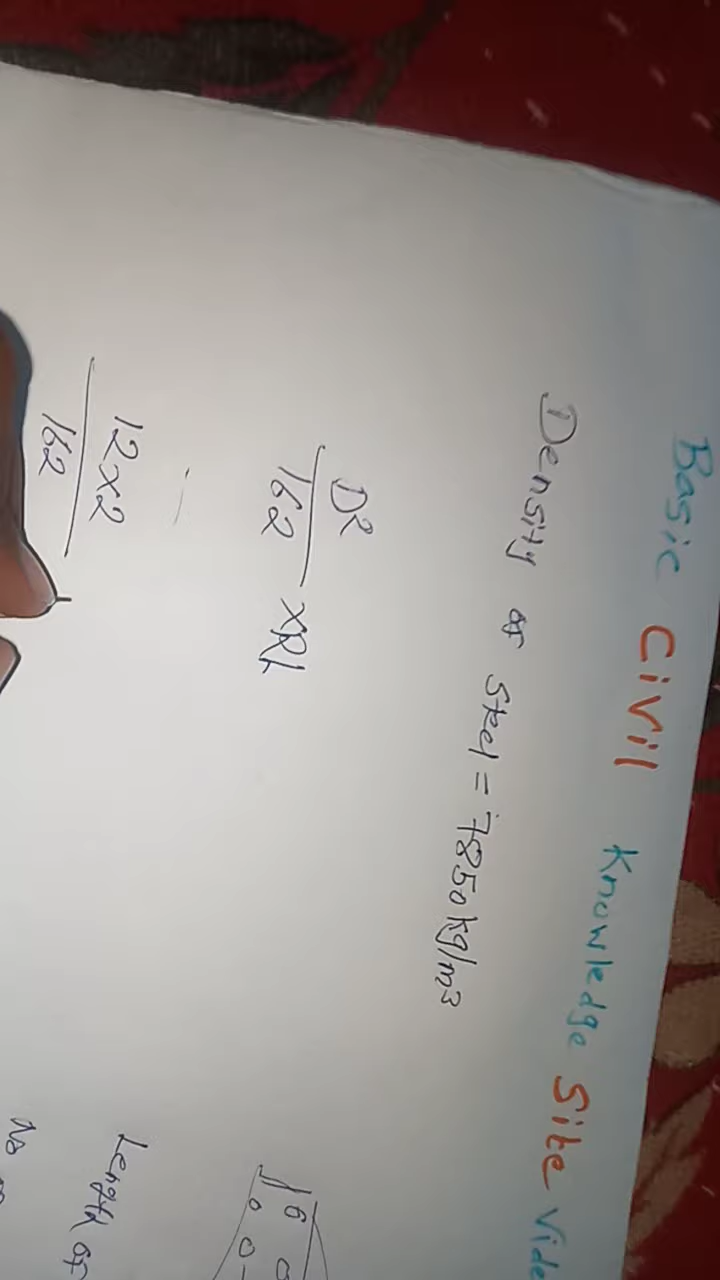 Basic Civil Knowledge Site Vide
Density of Steel = 7850 kg/m³
D²
162 ×RL
12×2
162
Length of